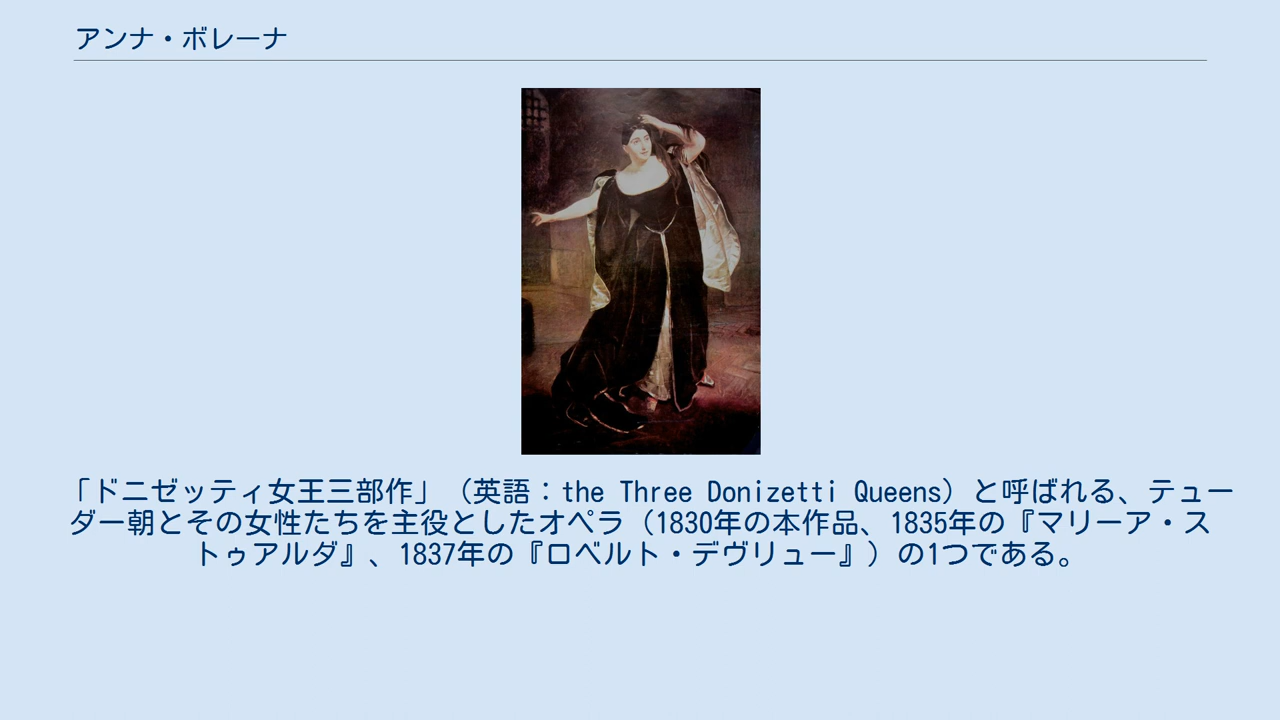 アンナ・ボレーナ
「ドニゼッティ女王三部作」（英語：the Three Donizetti Queens）と呼ばれる、テュー
ダー朝とその女性たちを主役としたオペラ（1830年の本作品、1835年の『マリーア・ス
トゥアルダ』、1837年の『ロベルト・デヴリュー』）の1つである。